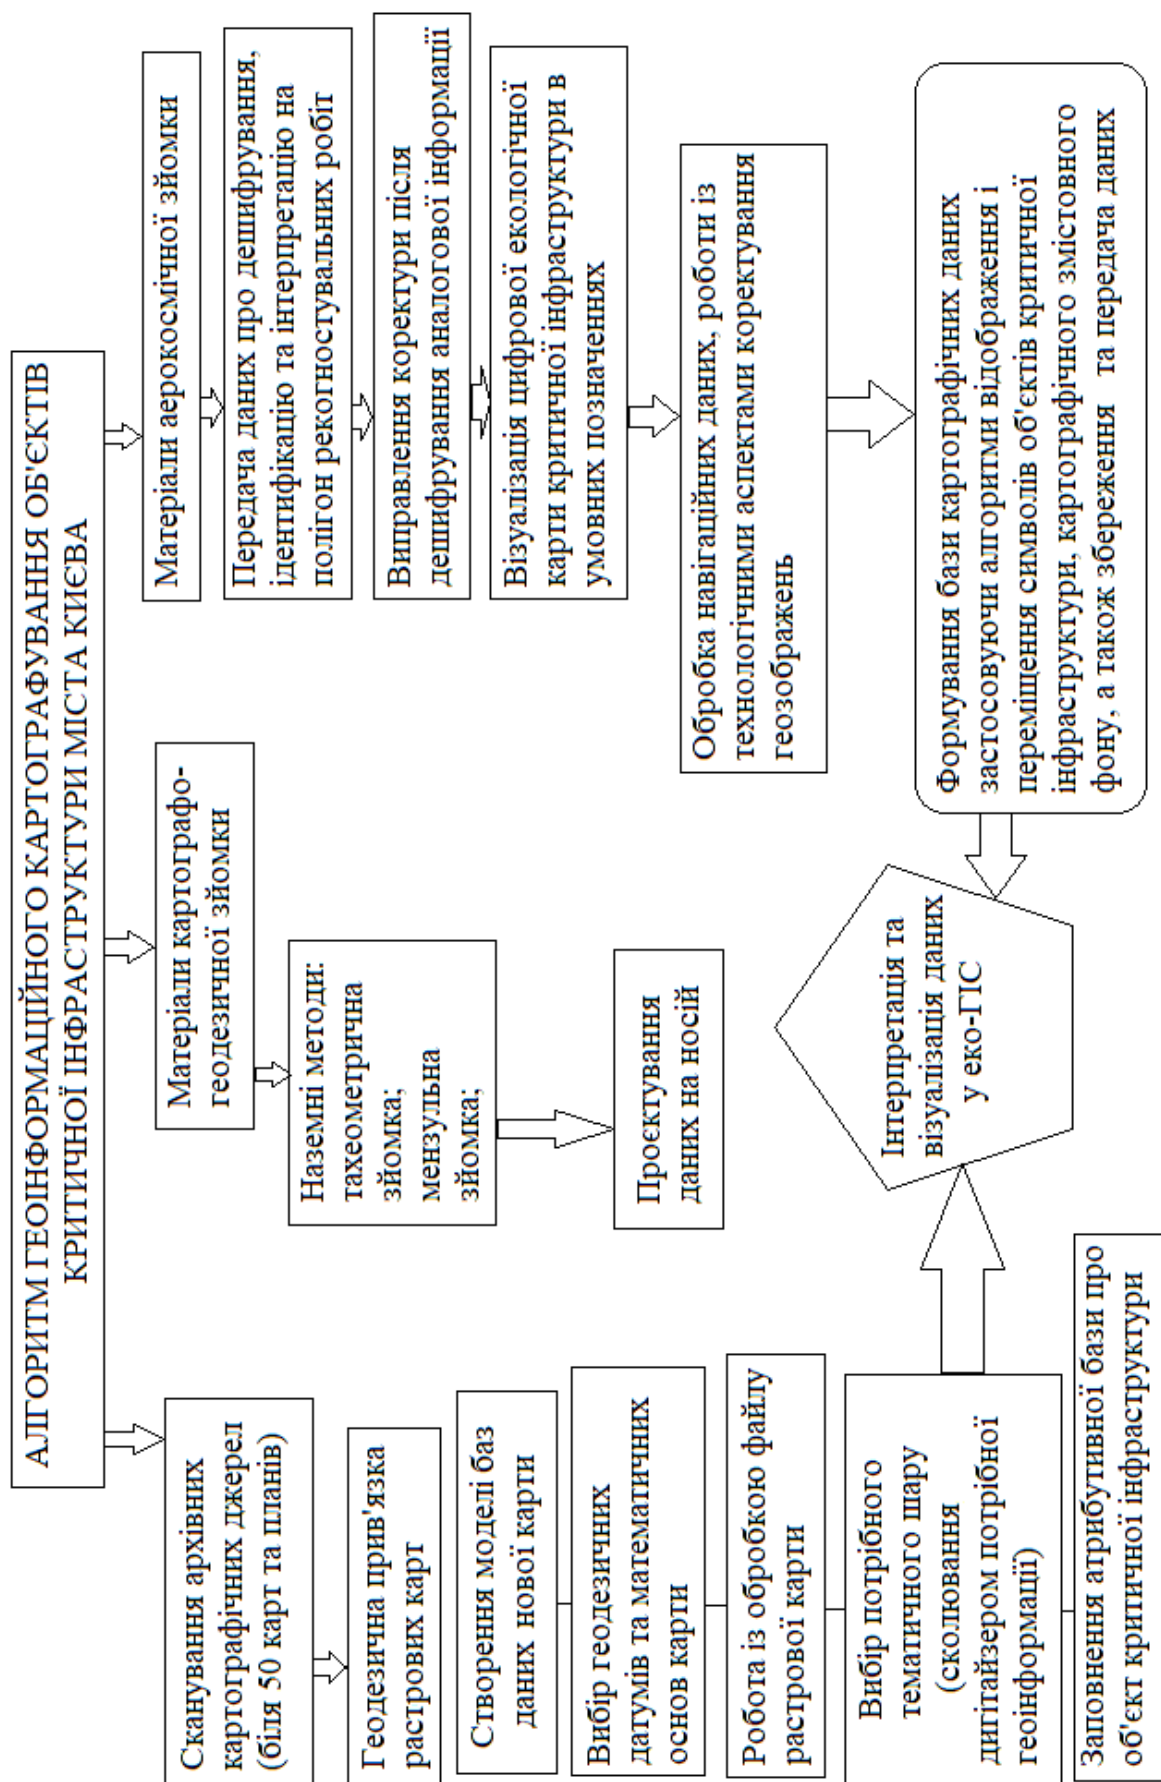 АЛГОРИТМ ГЕОІНФОРМАЦІЙНОГО КАРТОГРАФУВАННЯ ОБ'ЄКТІВ
КРИТИЧНОЇ ІНФРАСТРУКТУРИ МІСТА КИЄВА
Сканування архівних
картографічних джерел
(біля 50 карт та планів)
Геодезична прив'язка
растрових карт
Створення моделі баз
даних нової карти
Вибір геодезичних
датумів та математичних
основ карти
Робота із обробкою файлу
растрової карти
Вибір потрібного
тематичного шару
(сколювання
дигітайзером потрібної
геоінформації)
Заповнення атрибутивної бази про
об'єкт критичної інфраструктури
Матеріали картографо-
геодезичної зйомки
Наземні методи:
тахеометрична
зйомка;
мензульна
зйомка;
Проєктування
даних на носій
Інтерпретація та
візуалізація даних
у еко-ГІС
Матеріали аерокосмічної зйомки
Передача даних про дешифрування,
ідентифікацію та інтерпретацію на
полігон рекогностувальних робіт
Виправлення коректури після
дешифрування аналогової інформації
Візуалізація цифрової екологічної
карти критичної інфраструктури в
умовних позначеннях
Обробка навігаційних даних, роботи із
технологічними аспектами коректування
геозображень
Формування бази картографічних даних
застосовуючи алгоритми відображення і
переміщення символів об'єктів критичної
інфраструктури, картографічного змістовного
фону, а також збереження та передача даних